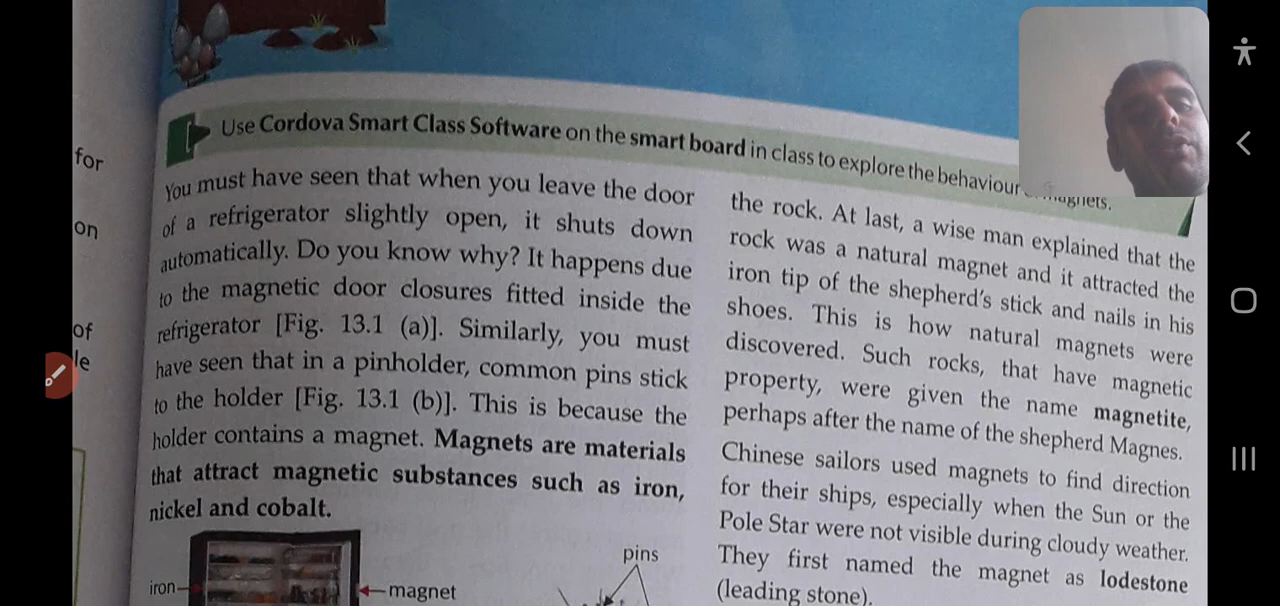 for
on
of
le
Use Cordova Smart Class Software on the smart board in class to explore the behaviour magnets.
You must have seen that when you leave the door
of a refrigerator slightly open, it shuts down
automatically. Do you know why? It happens due
to the magnetic door closures fitted inside the
refrigerator [Fig. 13.1 (a)]. Similarly, you must
have seen that in a pinholder, common pins stick
to the holder [Fig. 13.1 (b)]. This is because the
holder contains a magnet. Magnets are materials
that attract magnetic substances such as iron,
nickel and cobalt.
iron
magnet
pins
the rock. At last, a wise man explained that the
rock was a natural magnet and it attracted the
iron tip of the shepherd's stick and nails in his
shoes. This is how natural magnets were
discovered. Such rocks, that have magnetic
property, were given the name magnetite,
perhaps after the name of the shepherd Magnes.
Chinese sailors used magnets to find direction
for their ships, especially when the Sun or the
Pole Star were not visible during cloudy weather.
They first named the magnet as lodestone
(leading stone).